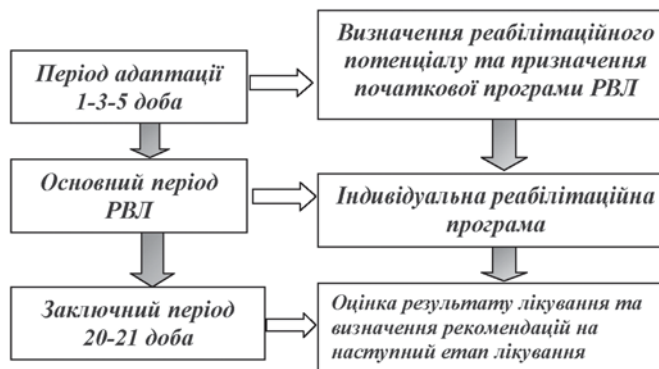 Період адаптації
1-3-5 доба
Визначення реабілітаційного
потенціалу та призначення
початкової програми РВЛ
Основний період
РВЛ
Індивідуальна реабілітаційна
програма
Заключний період
20-21 доба
Оцінка результату лікування та
визначення рекомендацій на
наступний етап лікування